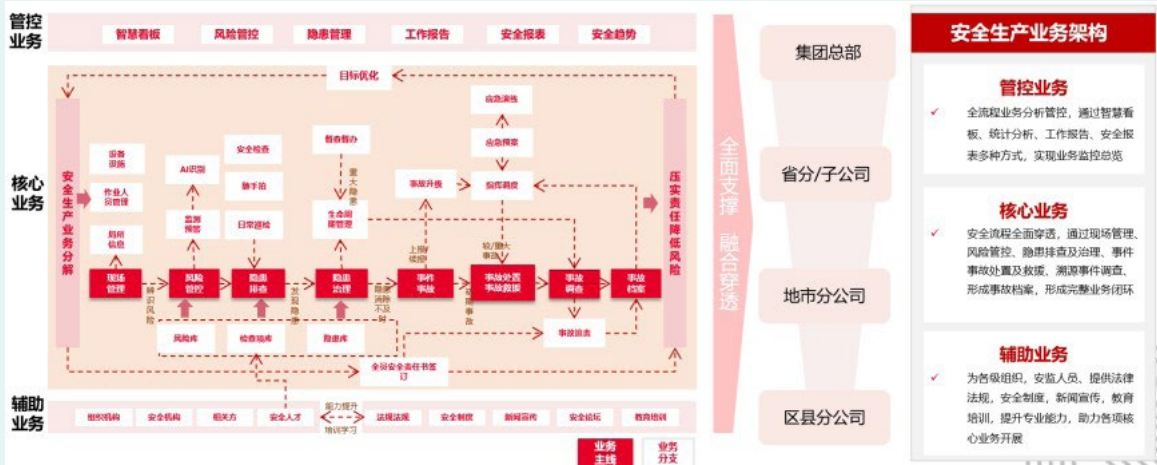 管控
业务
智慧看板
风险管控
隐患管理
工作报告
安全报表
安全趋势
核心
业务
目标优化
安全生产业务分解
设备
设施
作业人
员管理
局所
信息
AI识别
监测
预警
安全检查
随手拍
日常巡检
督查督办
重大隐患
生命周
期管理
应急演练
应急预案
指挥调度
事故升级
上报/
续报
较/重大
事故
现场
管理
辨识风险
风险
管控
隐患
排查
发现隐患
隐患
治理
事件
事故
事故处置
事故救援
事故
调查
事故
档案
风险库
检查项库
隐患库
事故追责
全员安全责任书签
订
压实责任降低风险
辅助
业务
组织机构
安全机构
相关方
安全人才
能力提升
培训学习
法规法规
安全制度
新闻宣传
安全论坛
教育培训
业务
主线
业务
分支
全面支撑 融合穿透
集团总部
省分/子公司
地市分公司
区县分公司
安全生产业务架构
管控业务
✓ 全流程业务分析管控，通过智慧看
板、统计分析、工作报告、安全报
表多种方式，实现业务监控总览
核心业务
✓ 安全流程全面穿透，通过现场管理、
风险管控、隐患排查及治理、事件
事故处置及救援、溯源事件调查、
形成事故档案，形成完整业务闭环
辅助业务
✓ 为各级组织，安监人员、提供法律
法规，安全制度，新闻宣传，教育
培训，提升专业能力，助力各项核
心业务开展